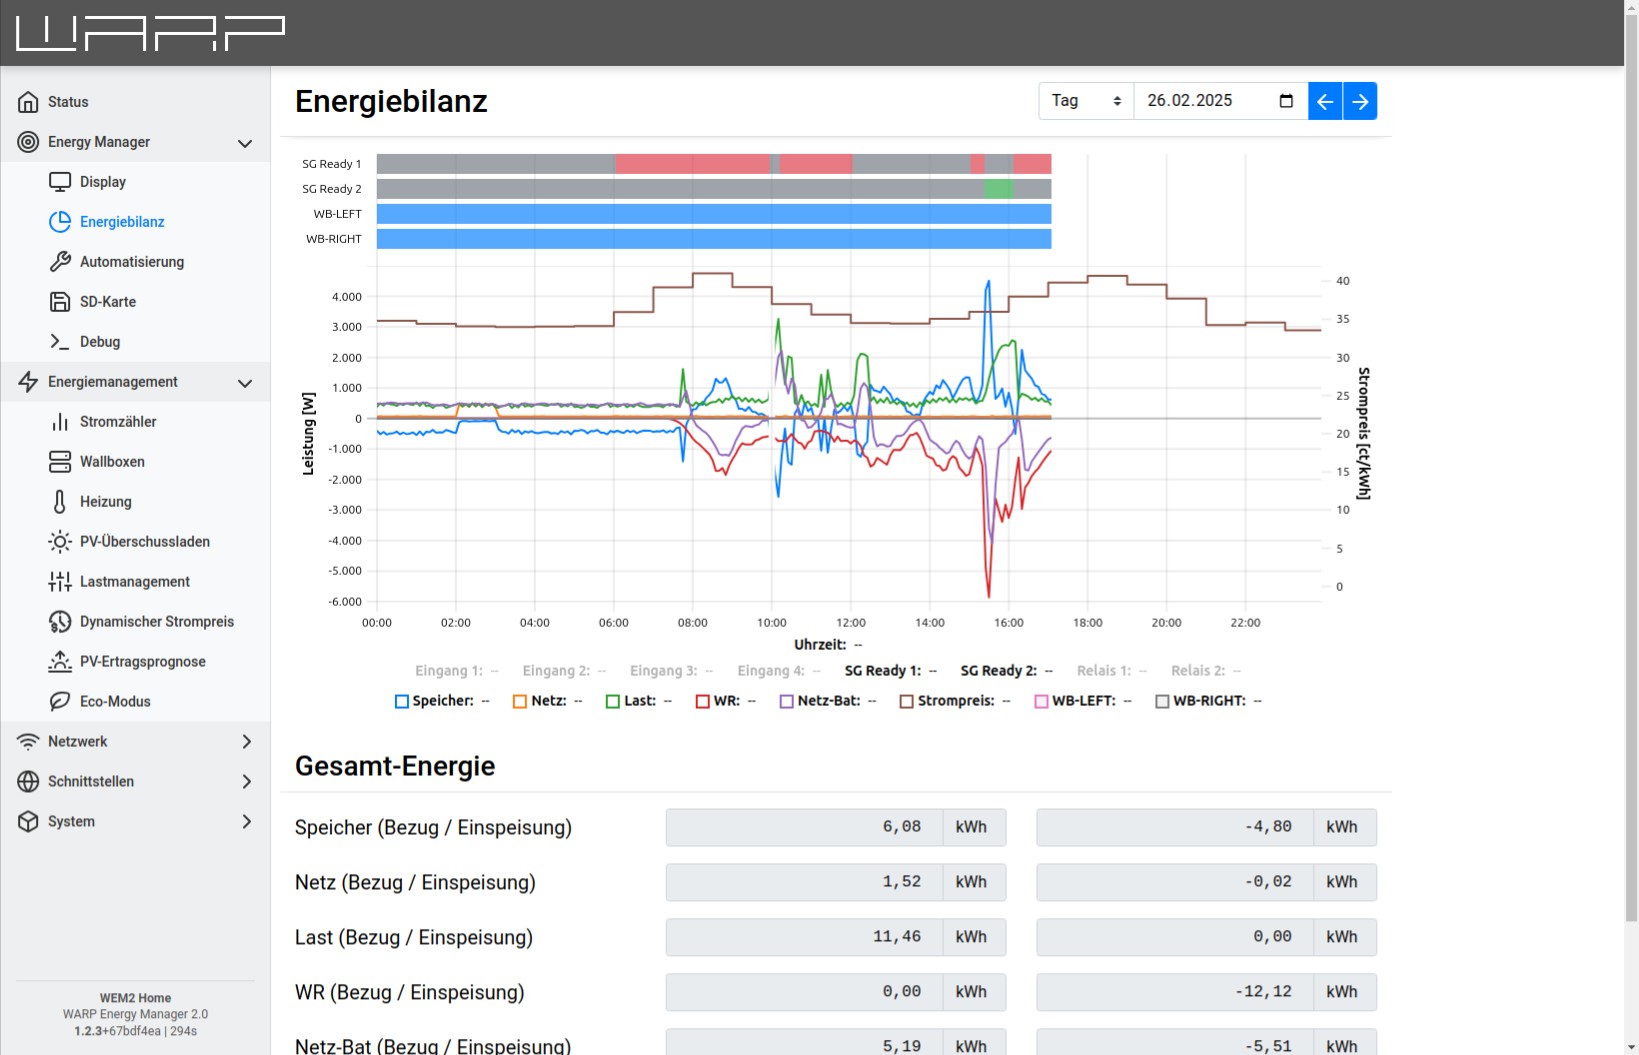 WARP
Status
Energy Manager
Display
Energiebilanz
Automatisierung
SD-Karte
Debug
Energiemanagement
Stromzähler
Wallboxen
Heizung
PV-Überschussladen
Lastmanagement
Dynamischer Strompreis
PV-Ertragsprognose
Eco-Modus
Netzwerk
Schnittstellen
System
WEM2 Home
WARP Energy Manager 2.0
1.2.3+67bdf4ea | 294s
Energiebilanz
Tag 26.02.2025
SG Ready 1
SG Ready 2
WB-LEFT
WB-RIGHT
Leistung [W]
4.000
3.000
2.000
1.000
0
-1.000
-2.000
-3.000
-4.000
-5.000
-6.000
40
35
30
25
20
15
10
5
0
Strompreis [ct/kWh]
00:00 02:00 04:00 06:00 08:00 10:00 12:00 14:00 16:00 18:00 20:00 22:00
Uhrzeit: --
Eingang 1: -- Eingang 2: -- Eingang 3: -- Eingang 4: -- SG Ready 1: -- SG Ready 2: -- Relais 1: -- Relais 2: --
Speicher: -- Netz: -- Last: -- WR: -- Netz-Bat: -- Strompreis: -- WB-LEFT: -- WB-RIGHT: --
Gesamt-Energie
Speicher (Bezug / Einspeisung) 6,08 kWh -4,80 kWh
Netz (Bezug / Einspeisung) 1,52 kWh -0,02 kWh
Last (Bezug / Einspeisung) 11,46 kWh 0,00 kWh
WR (Bezug / Einspeisung) 0,00 kWh -12,12 kWh
Netz-Bat (Bezug / Einspeisung) 5,19 kWh -5,51 kWh